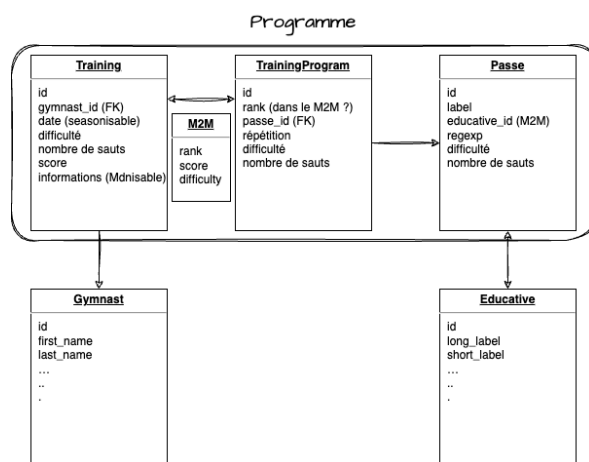 Programme
Training
id
gymnast_id (FK)
date (seasonisable)
difficulté
nombre de sauts
score
informations (Mdnisable)
M2M
rank
score
difficulty
TrainingProgram
id
rank (dans le M2M ?)
passe_id (FK)
répétition
difficulté
nombre de sauts
Passe
id
label
educative_id (M2M)
regexp
difficulté
nombre de sauts
Gymnast
id
first_name
last_name
...
..
.
Educative
id
long_label
short_label
...
..
.